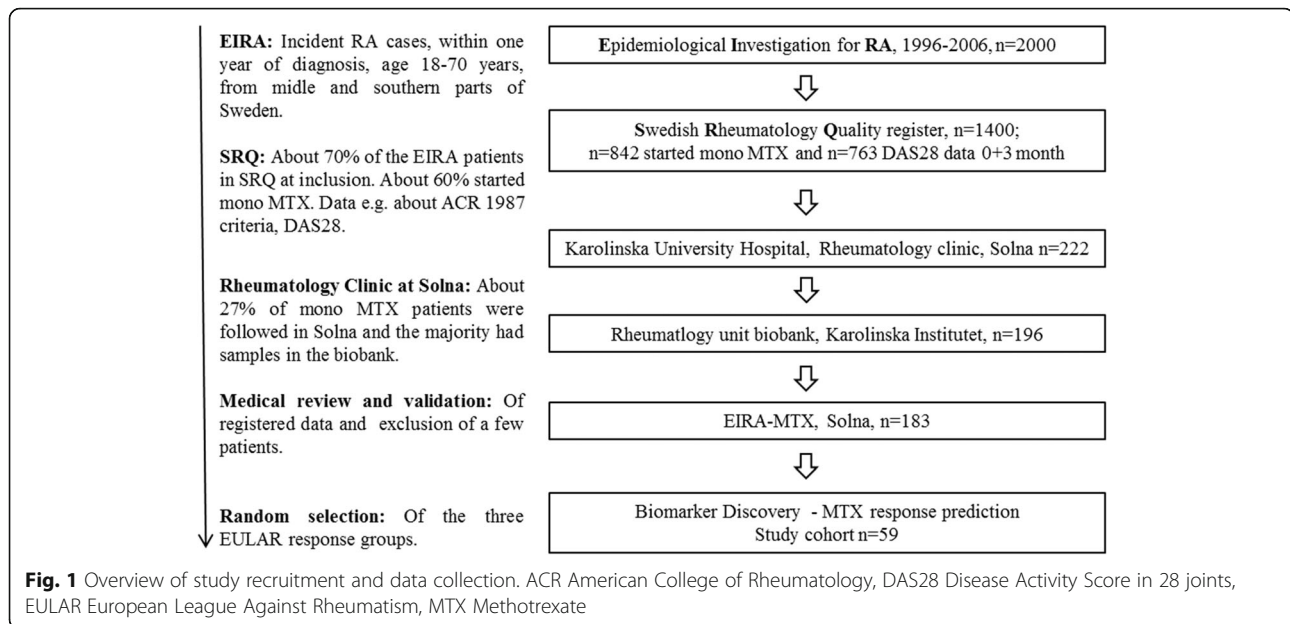 EIRA: Incident RA cases, within one
year of diagnosis, age 18-70 years,
from midle and southern parts of
Sweden.
SRQ: About 70% of the EIRA patients
in SRQ at inclusion. About 60% started
mono MTX. Data e.g. about ACR 1987
criteria, DAS28.
Rheumatology Clinic at Solna: About
27% of mono MTX patients were
followed in Solna and the majority had
samples in the biobank.
Medical review and validation: Of
registered data and exclusion of a few
patients.
Random selection: Of the three
EULAR response groups.
Epidemiological Investigation for RA, 1996-2006, n=2000
Swedish Rheumatology Quality register, n=1400;
n=842 started mono MTX and n=763 DAS28 data 0+3 month
Karolinska University Hospital, Rheumatology clinic, Solna n=222
Rheumatlogy unit biobank, Karolinska Institutet, n=196
EIRA-MTX, Solna, n=183
Biomarker Discovery - MTX response prediction
Study cohort n=59
Fig. 1 Overview of study recruitment and data collection. ACR American College of Rheumatology, DAS28 Disease Activity Score in 28 joints,
EULAR European League Against Rheumatism, MTX Methotrexate